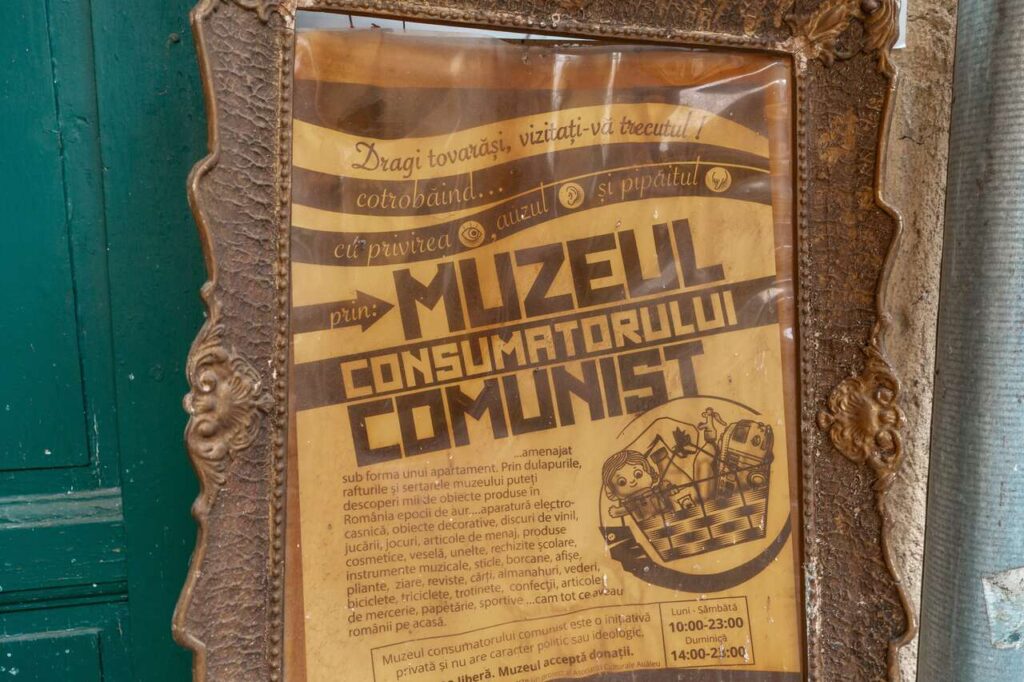 Dragi tovarăși, vizitați-vă trecutul !
cotrobăind...
cu privirea , auzul și pipăitul
prin:
MUZEUL
CONSUMATORULUI
COMUNIST
...amenajat
sub forma unui apartament. Prin dulapurile,
rafturile și sertarele muzeului puteți
descoperi mii de obiecte produse în
România epocii de aur....aparatură electro-
casnică, obiecte decorative, discuri de vinil,
jucării, jocuri, articole de menaj, produse
cosmetice, veselă, unelte, rechizite școlare,
instrumente muzicale, sticle, borcane, afișe,
pliante, ziare, reviste, cărți, almanahuri, vederi,
biciclete, triciclete, trotinete, confecții, articole
de mercerie, papetărie, sportive ...cam tot ce aveau
românii pe acasă.
Muzeul consumatorului comunist este o inițiativă
privată și nu are caracter politic sau ideologic.
liberă. Muzeul acceptă donații.
Culturale Auăleu
Luni - Sâmbătă
10:00-23:00
Duminică
14:00-23:00